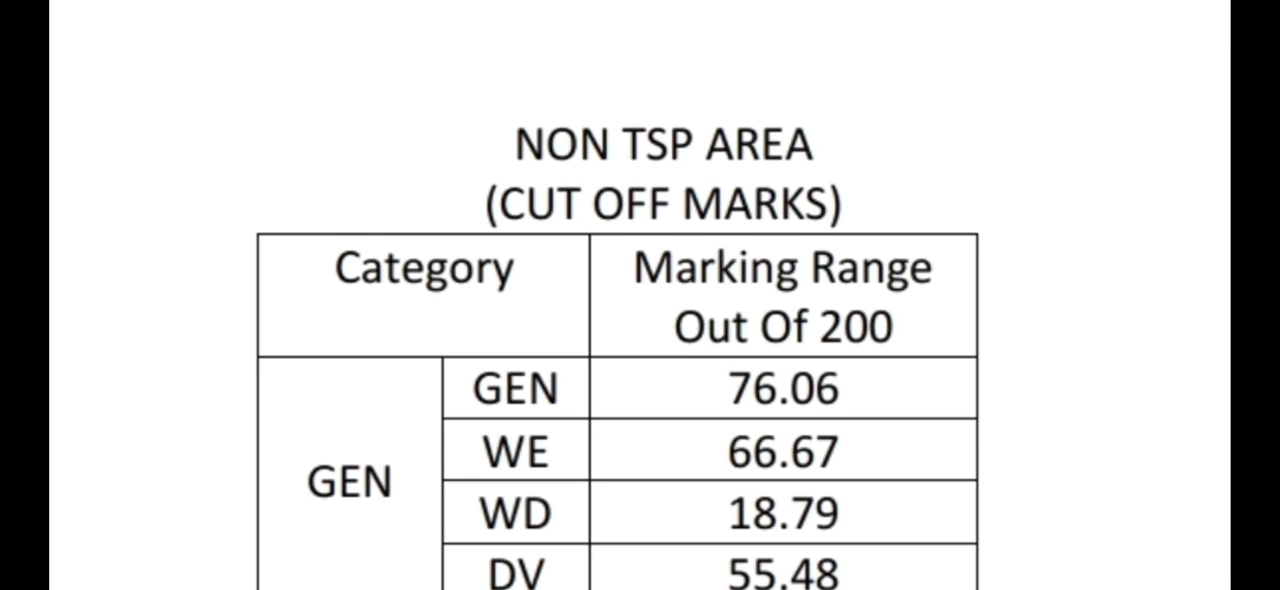 NON TSP AREA
(CUT OFF MARKS)
Category Marking Range
Out Of 200
GEN 76.06
WE 66.67
GEN
WD 18.79
DV 55.48